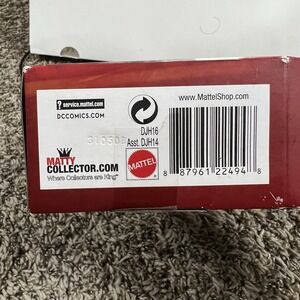 ? service.mattel.com
DCCOMICS.COM
DJH16
Asst. DJH14
www.MattelShop.com
MATTY
COLLECTOR.COM
Where Collectors are King
MATTEL
8 87961 22494 8